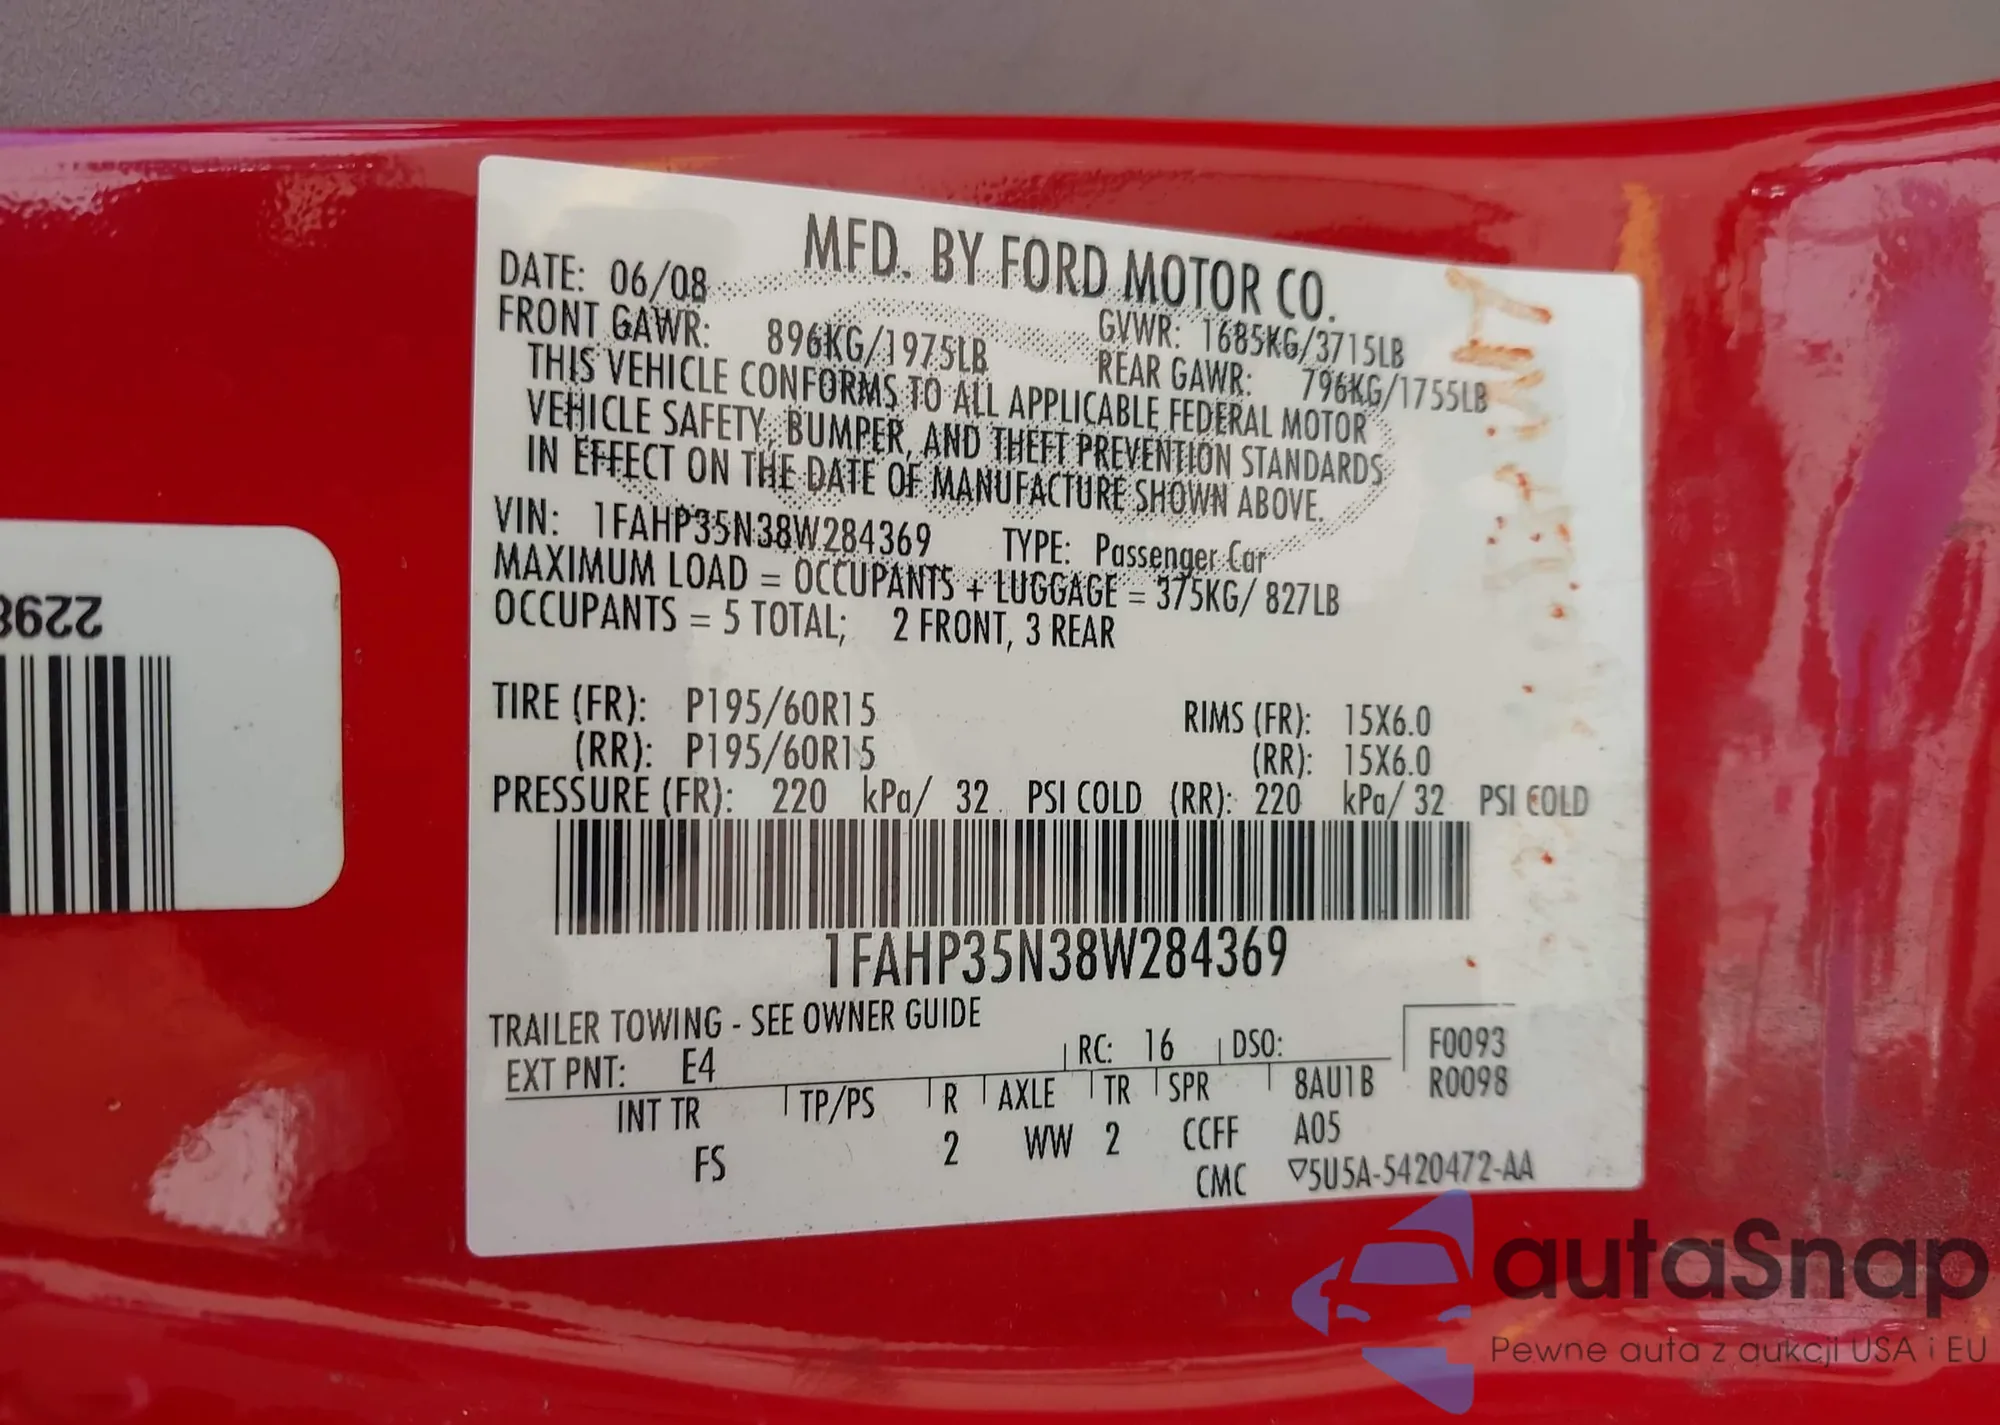 MFD. BY FORD MOTOR CO.
DATE: 06/08 GVWR: 1685KG/3715LB
FRONT GAWR: 896KG/1975LB REAR GAWR: 796KG/1755LB
THIS VEHICLE CONFORMS TO ALL APPLICABLE FEDERAL MOTOR
VEHICLE SAFETY, BUMPER, AND THEFT PREVENTION STANDARDS
IN EFFECT ON THE DATE OF MANUFACTURE SHOWN ABOVE.
VIN: 1FAHP35N38W284369 TYPE: Passenger Car
MAXIMUM LOAD = OCCUPANTS + LUGGAGE = 375KG/ 827LB
OCCUPANTS = 5 TOTAL; 2 FRONT, 3 REAR
TIRE (FR): P195/60R15 RIMS (FR): 15X6.0
(RR): P195/60R15 (RR): 15X6.0
PRESSURE (FR): 220 kPa/ 32 PSI COLD (RR): 220 kPa/ 32 PSI COLD
1FAHP35N38W284369
TRAILER TOWING - SEE OWNER GUIDE
EXT PNT: E4 RC: 16 DSO: F0093
INT TR TP/PS R AXLE TR SPR 8AU1B R0098
FS 2 WW 2 CCFF A05
CMC ▽5U5A-5420472-AA
2298
autaSnap
Pewne auta z aukcji USA i EU